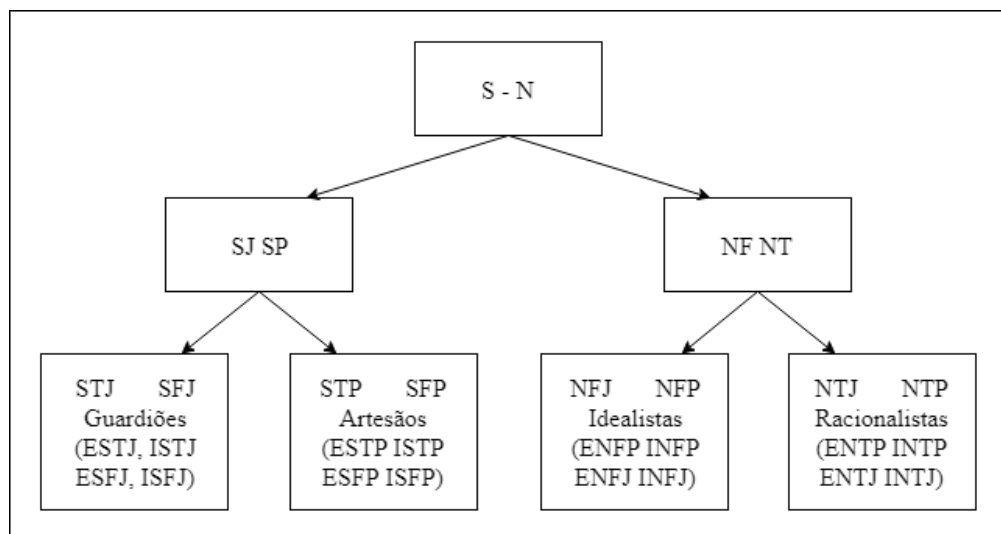 S - N
SJ SP
NF NT
STJ SFJ
Guardiões
(ESTJ, ISTJ
ESFJ, ISFJ)
STP SFP
Artesãos
(ESTP ISTP
ESFP ISFP)
NFJ NFP
Idealistas
(ENFP INFP
ENFJ INFJ)
NTJ NTP
Racionalistas
(ENTP INTP
ENTJ INTJ)